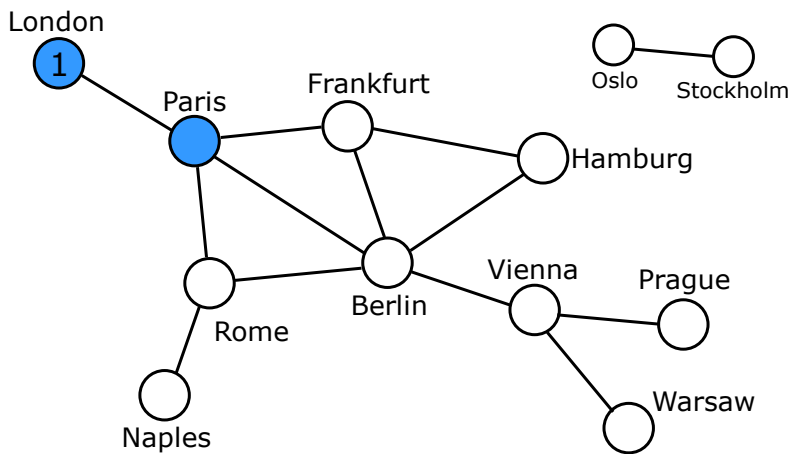 London
1
Paris
Frankfurt
Oslo
Stockholm
Hamburg
Rome
Berlin
Vienna
Prague
Naples
Warsaw